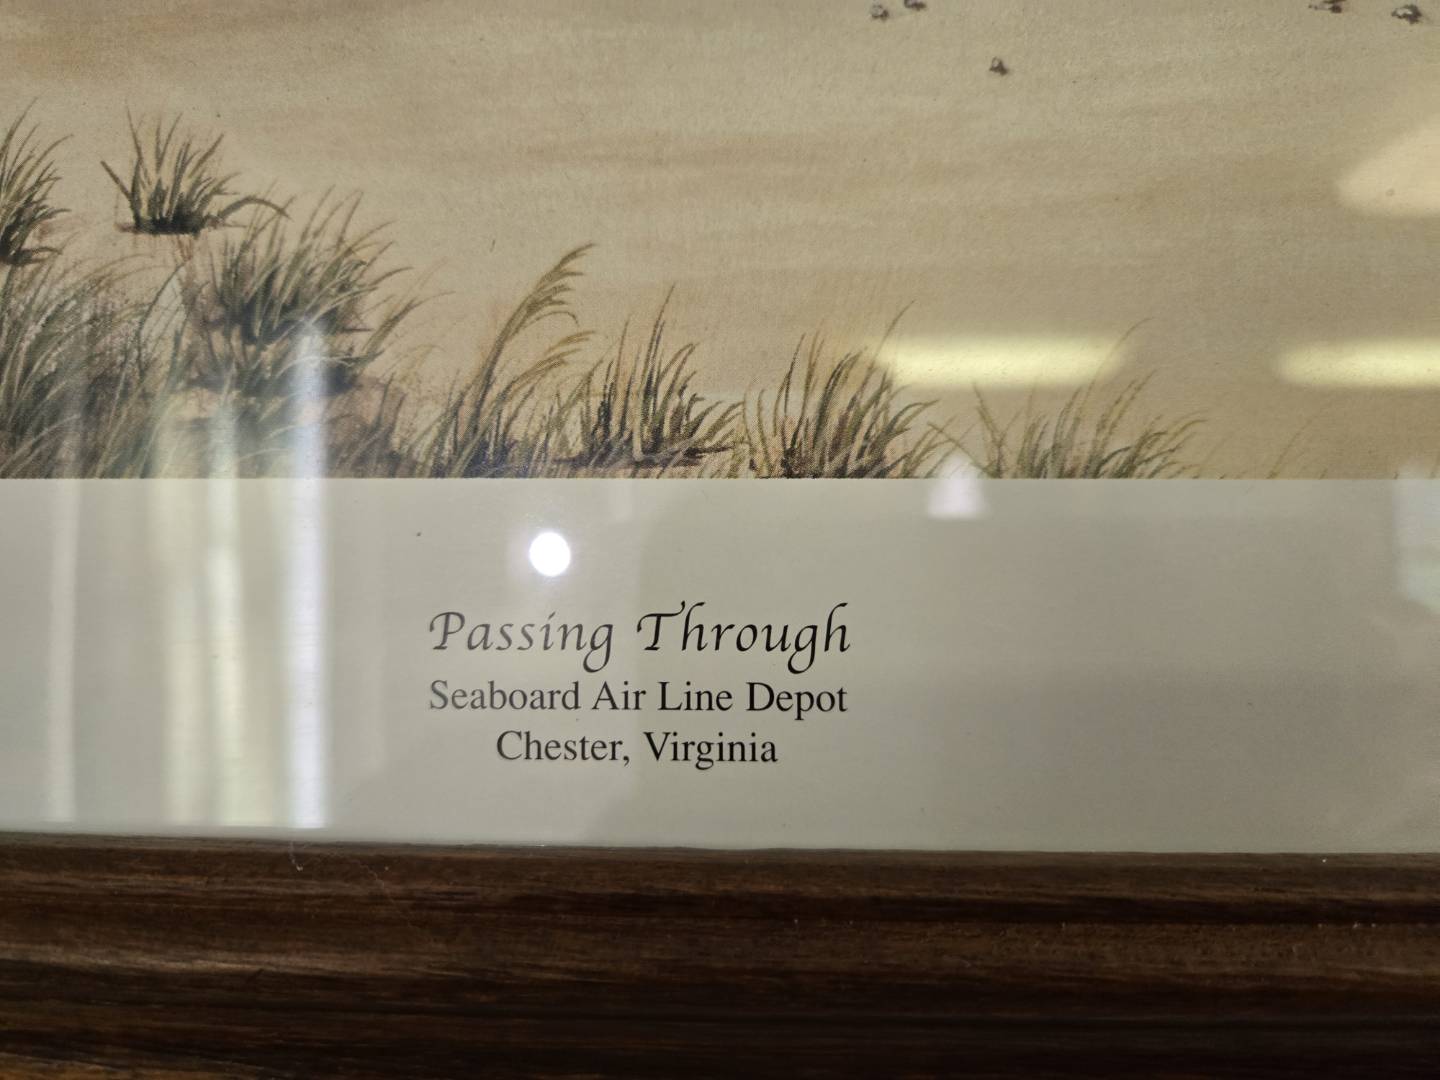 Passing Through
Seaboard Air Line Depot
Chester, Virginia